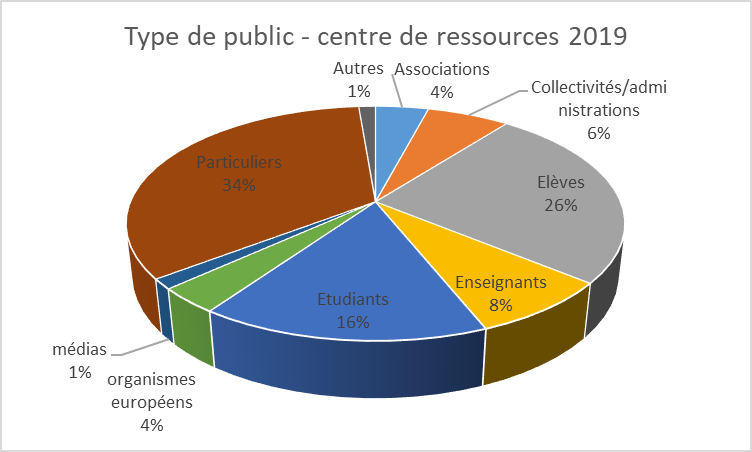 Type de public - centre de ressources 2019
Autres
1%
Associations
4%
Collectivités/admi
nistrations
6%
Elèves
26%
Enseignants
8%
Etudiants
16%
organismes
européens
4%
médias
1%
Particuliers
34%